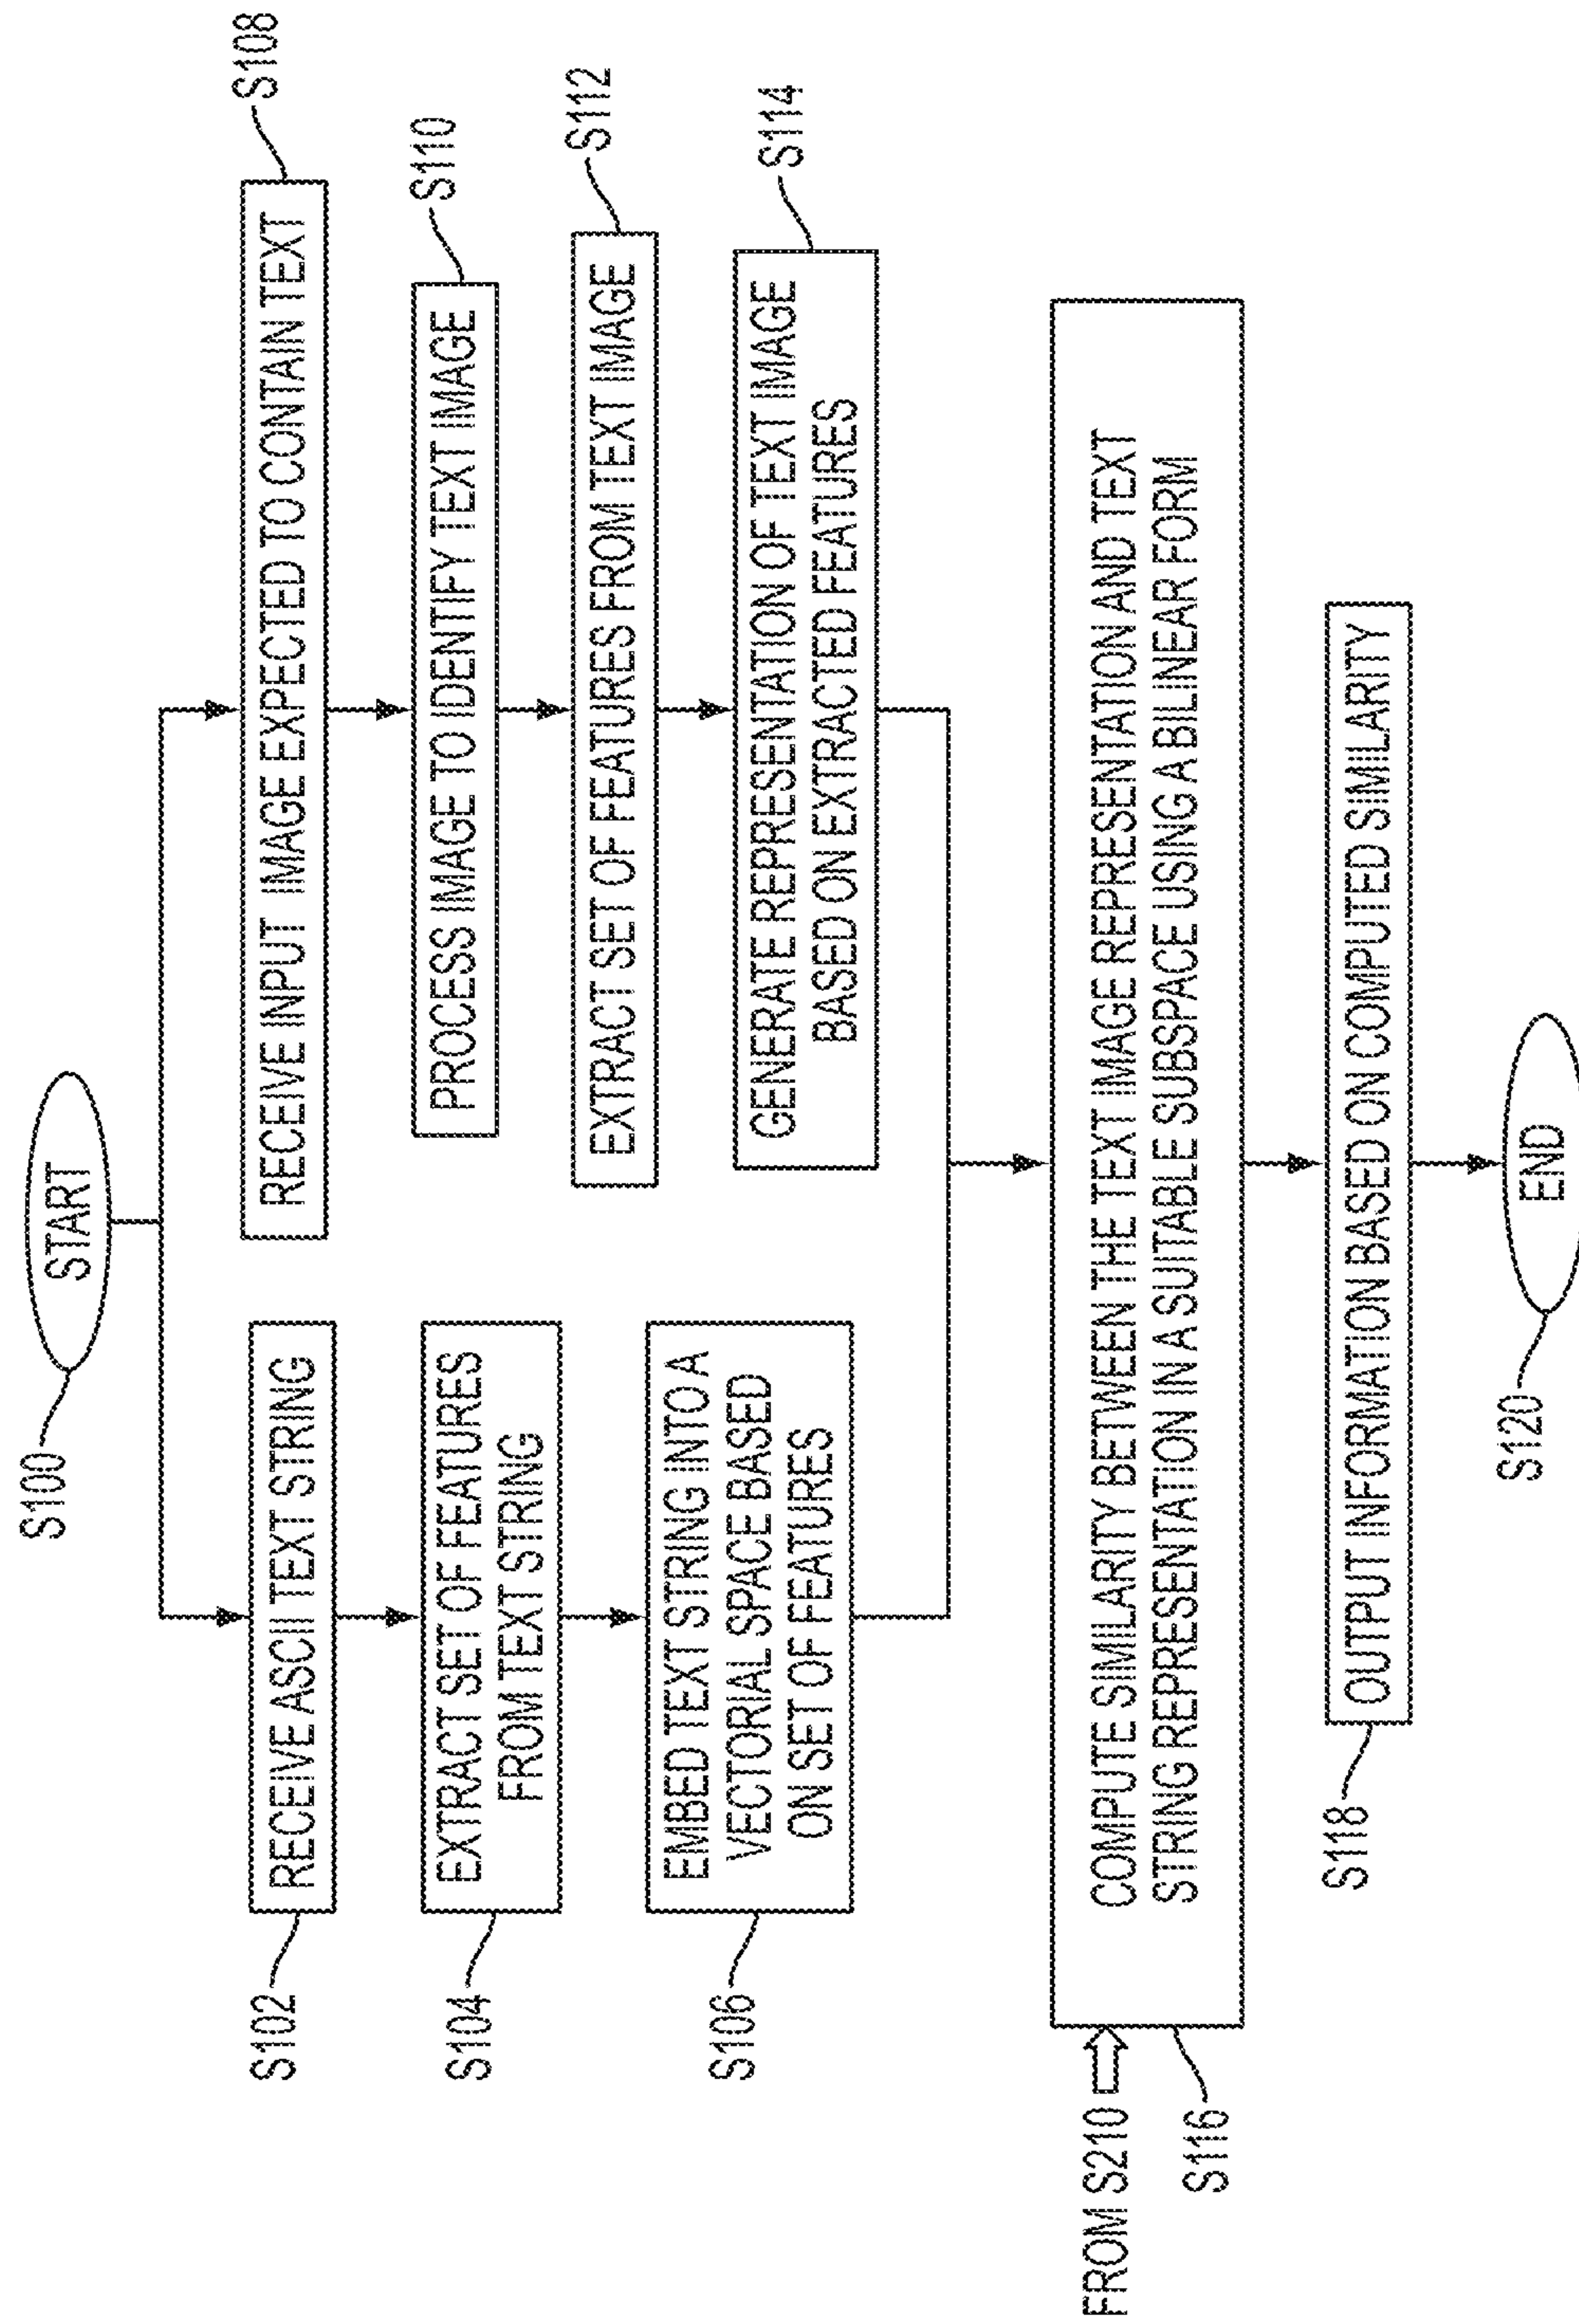 S100
START
S102
RECEIVE ASCII TEXT STRING
S104
EXTRACT SET OF FEATURES
FROM TEXT STRING
S106
EMBED TEXT STRING INTO A
VECTORIAL SPACE BASED
ON SET OF FEATURES
RECEIVE INPUT IMAGE EXPECTED TO CONTAIN TEXT
S108
PROCESS IMAGE TO IDENTIFY TEXT IMAGE
S110
EXTRACT SET OF FEATURES FROM TEXT IMAGE
S112
GENERATE REPRESENTATION OF TEXT IMAGE
BASED ON EXTRACTED FEATURES
S114
FROM S210
S116
COMPUTE SIMILARITY BETWEEN THE TEXT IMAGE REPRESENTATION AND TEXT
STRING REPRESENTATION IN A SUITABLE SUBSPACE USING A BILINEAR FORM
S118
OUTPUT INFORMATION BASED ON COMPUTED SIMILARITY
S120
END